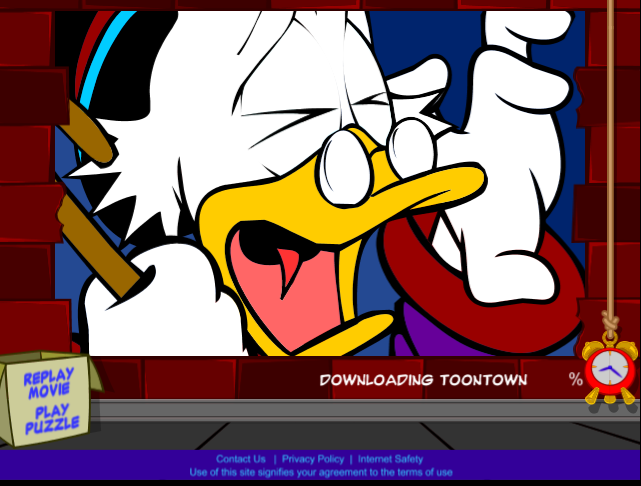 DOWNLOADING TOONTOWN %
REPLAY
MOVIE
PLAY
PUZZLE
Contact Us | Privacy Policy | Internet Safety
Use of this site signifies your agreement to the terms of use